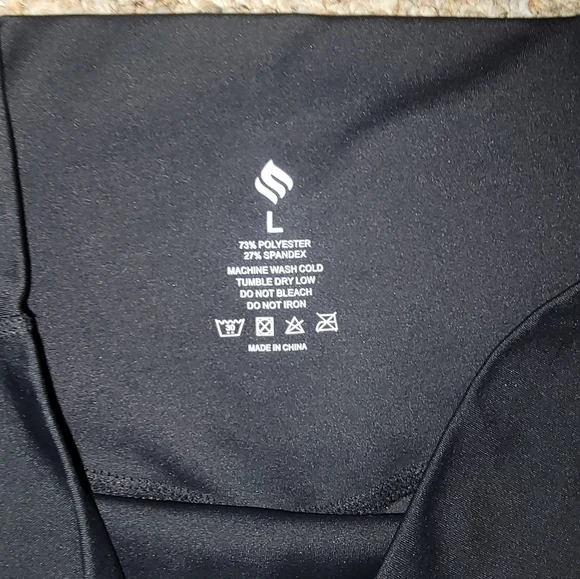 L
73% POLYESTER
27% SPANDEX
MACHINE WASH COLD
TUMBLE DRY LOW
DO NOT BLEACH
DO NOT IRON
30
MADE IN CHINA